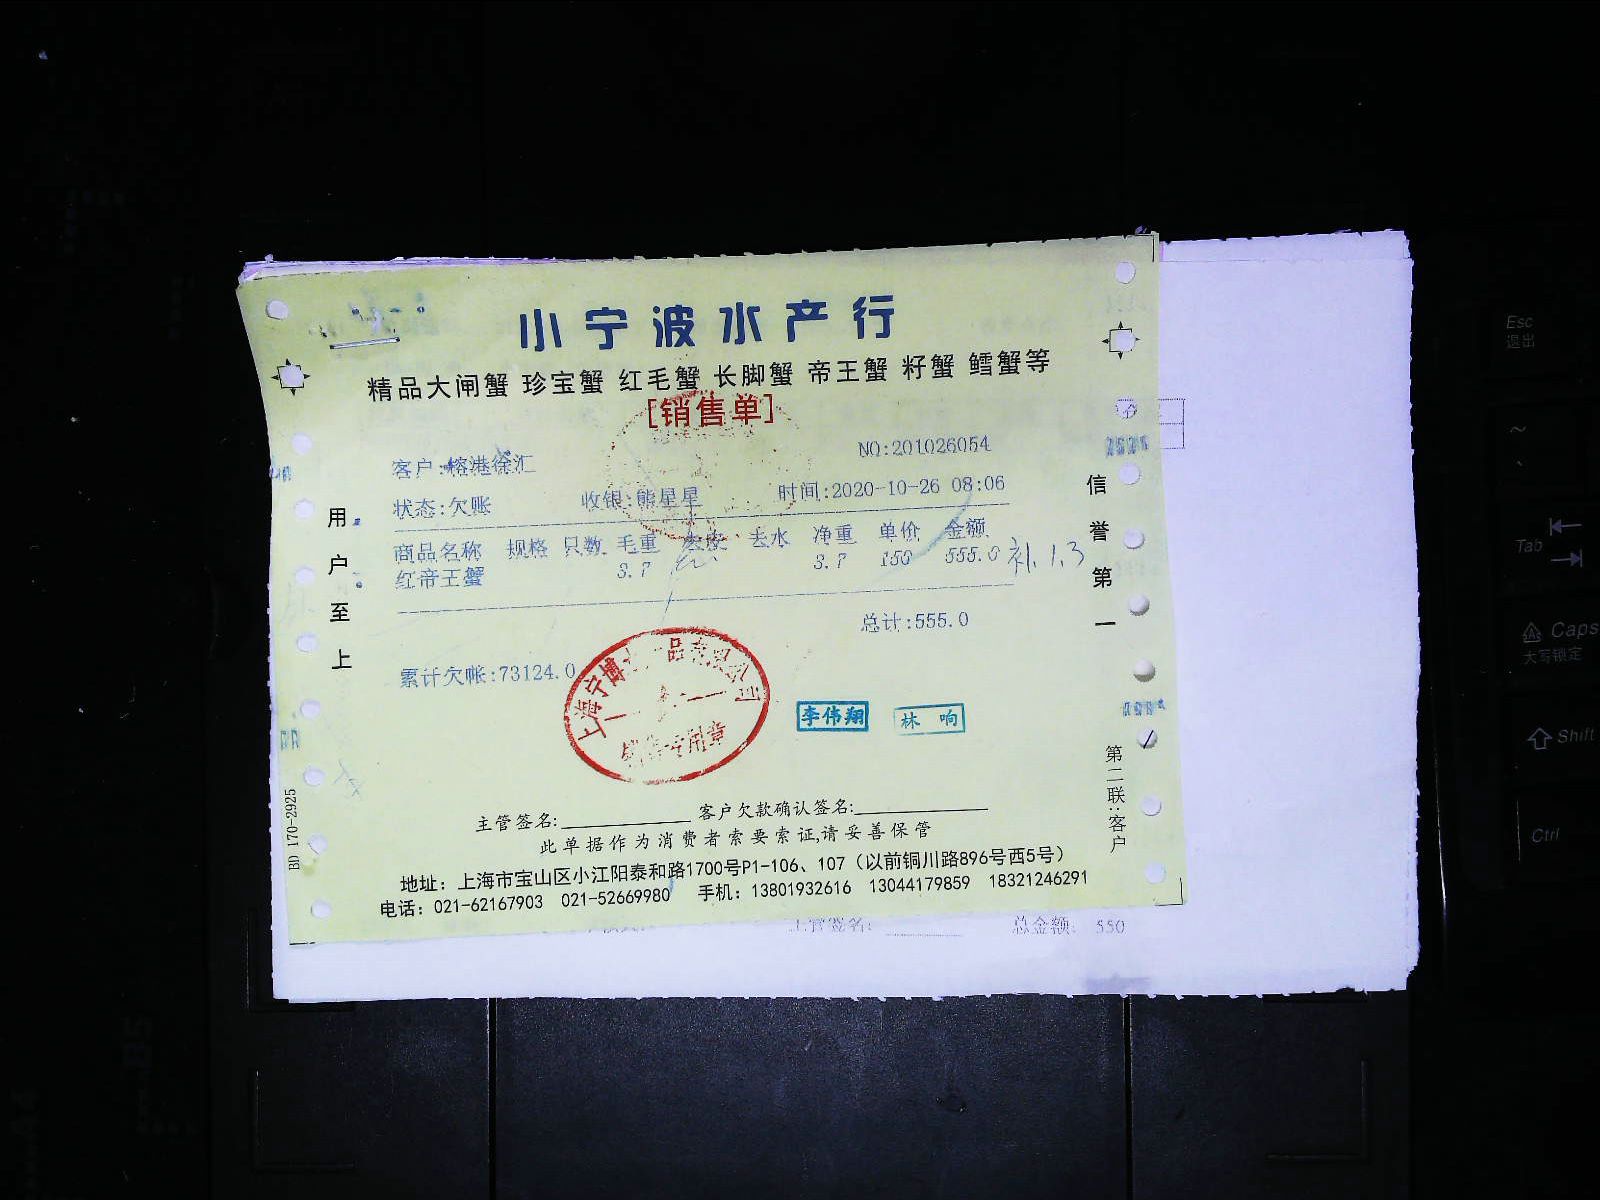 小宁波水产行
精品大闸蟹 珍宝蟹 红毛蟹 长脚蟹 帝王蟹 籽蟹 鳕蟹等
[销售单]
NO:201026054
客户:榕港徐汇
状态:欠账 收银:熊星星 时间:2020-10-26 08:06
商品名称 规格 只数 毛重 去皮 去水 净重 单价 金额
红帝王蟹 3.7 3.7 150 555.0 补1.3
总计:555.0
累计欠帐:73124.0
李伟翔 林 响
用户至上
信誉第一
第二联:客户
BD 170-2925
主管签名: 客户欠款确认签名:
此单据作为消费者索要索证,请妥善保管
地址：上海市宝山区小江阳泰和路1700号P1-106、107（以前铜川路896号西5号）
电话：021-62167903 021-52669980 手机：13801932616 13044179859 18321246291
主管签名: 总金额: 550
Esc
退出
~
Tab
Caps
大写锁定
Shift
Ctrl